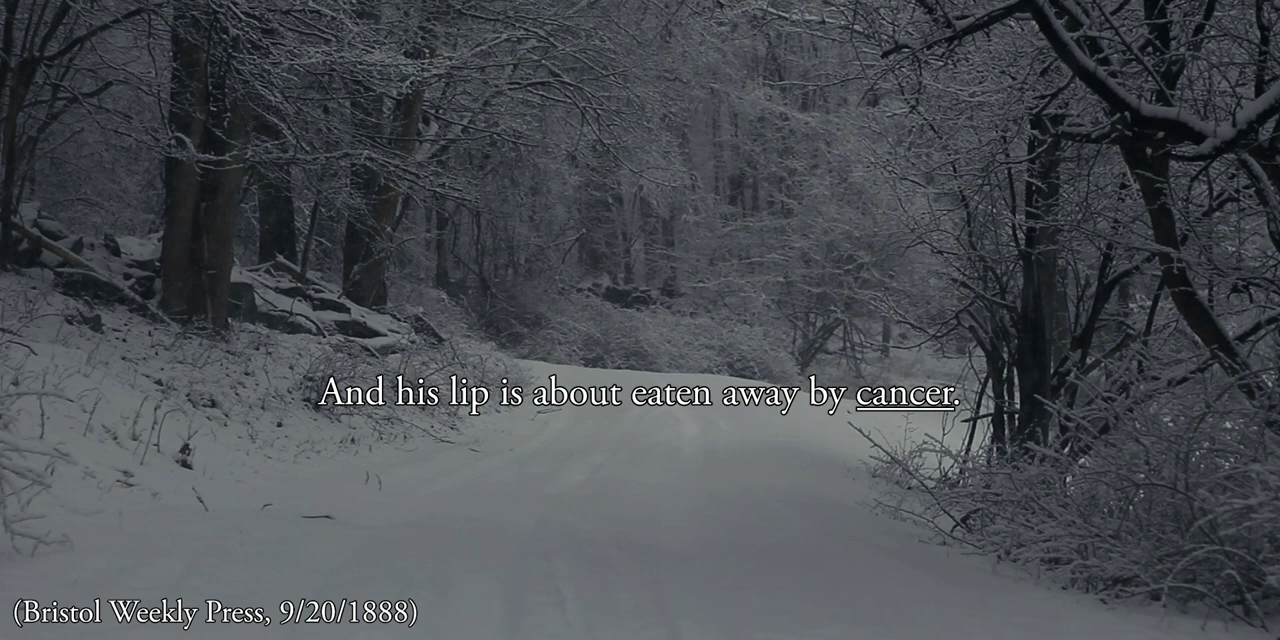 And his lip is about eaten away by cancer.
(Bristol Weekly Press, 9/20/1888)